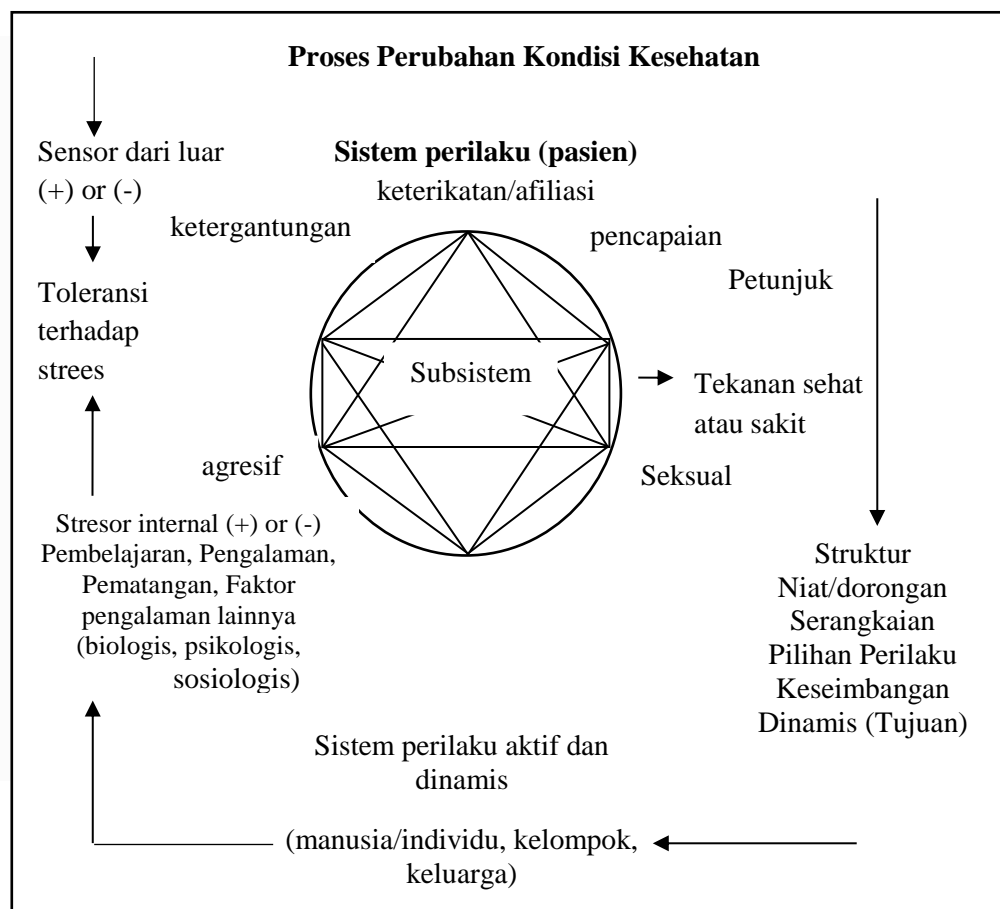 Proses Perubahan Kondisi Kesehatan
Sensor dari luar
(+) or (-)
Sistem perilaku (pasien)
keterikatan/afiliasi
ketergantungan
pencapaian
Petunjuk
Toleransi
terhadap
strees
Subsistem
Tekanan sehat
atau sakit
agresif
Seksual
Stresor internal (+) or (-)
Pembelajaran, Pengalaman,
Pematangan, Faktor
pengalaman lainnya
(biologis, psikologis,
sosiologis)
Struktur
Niat/dorongan
Serangkaian
Pilihan Perilaku
Keseimbangan
Dinamis (Tujuan)
Sistem perilaku aktif dan
dinamis
(manusia/individu, kelompok,
keluarga)